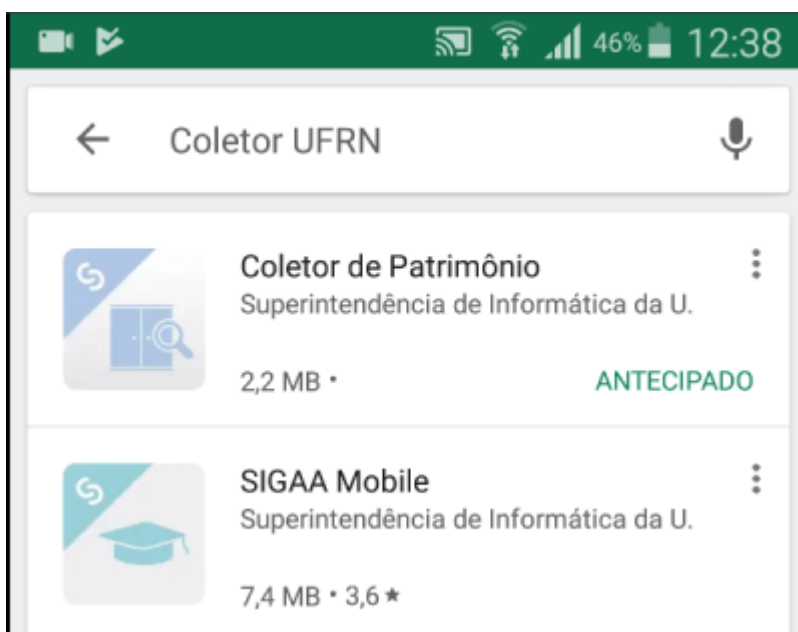 46% 12:38
Coletor UFRN
Coletor de Patrimônio
Superintendência de Informática da U.
2,2 MB •
ANTECIPADO
SIGAA Mobile
Superintendência de Informática da U.
7,4 MB • 3,6 ★